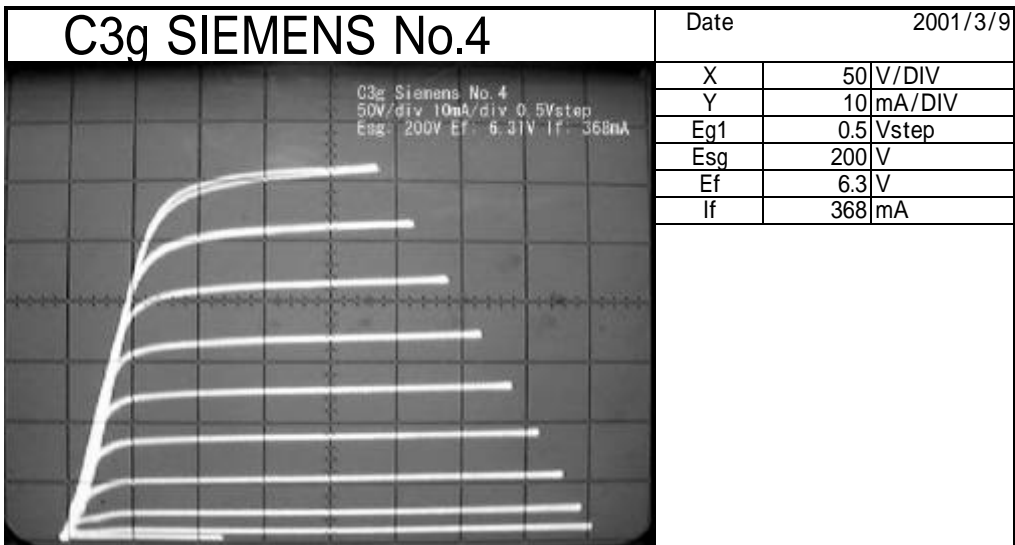 C3g SIEMENS No.4
Date 2001/3/9
C3g Siemens No.4
50V/div 10mA/div 0.5Vstep
Esg: 200V Ef: 6.31V If: 368mA
X 50 V/DIV
Y 10 mA/DIV
Eg1 0.5 Vstep
Esg 200 V
Ef 6.3 V
If 368 mA